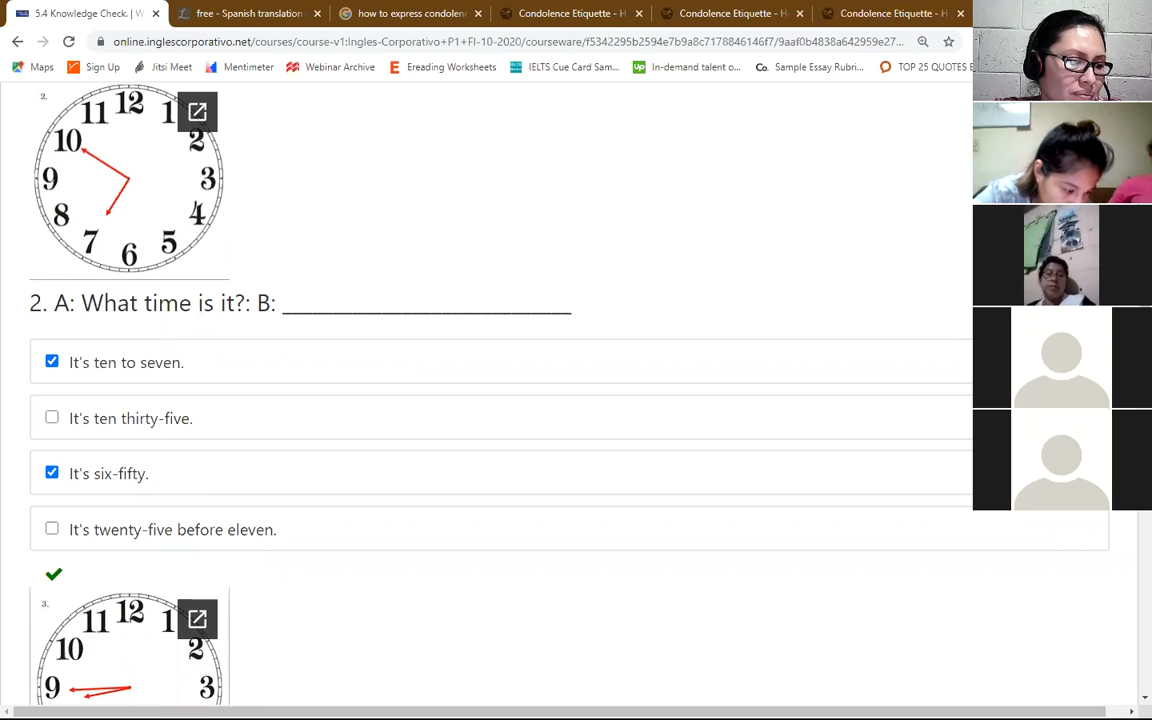 5.4 Knowledge Check. | W
free - Spanish translation
how to express condolen
Condolence Etiquette - H
Condolence Etiquette - H
Condolence Etiquette - H
online.inglescorporativo.net/courses/course-v1:Ingles-Corporativo+P1+FI-10-2020/courseware/f5342295b2594e7b9a8c7178846146f7/9aaf0b4838a642959e27...
Maps
Sign Up
Jitsi Meet
Mentimeter
Webinar Archive
Ereading Worksheets
IELTS Cue Card Sam...
In-demand talent o...
Sample Essay Rubri...
TOP 25 QUOTES
2.
12
11 1
10 2
9 3
8 4
7 5
6
2. A: What time is it?: B: ___________________________
It's ten to seven.
It's ten thirty-five.
It's six-fifty.
It's twenty-five before eleven.
3.
12
11 1
10 2
9 3